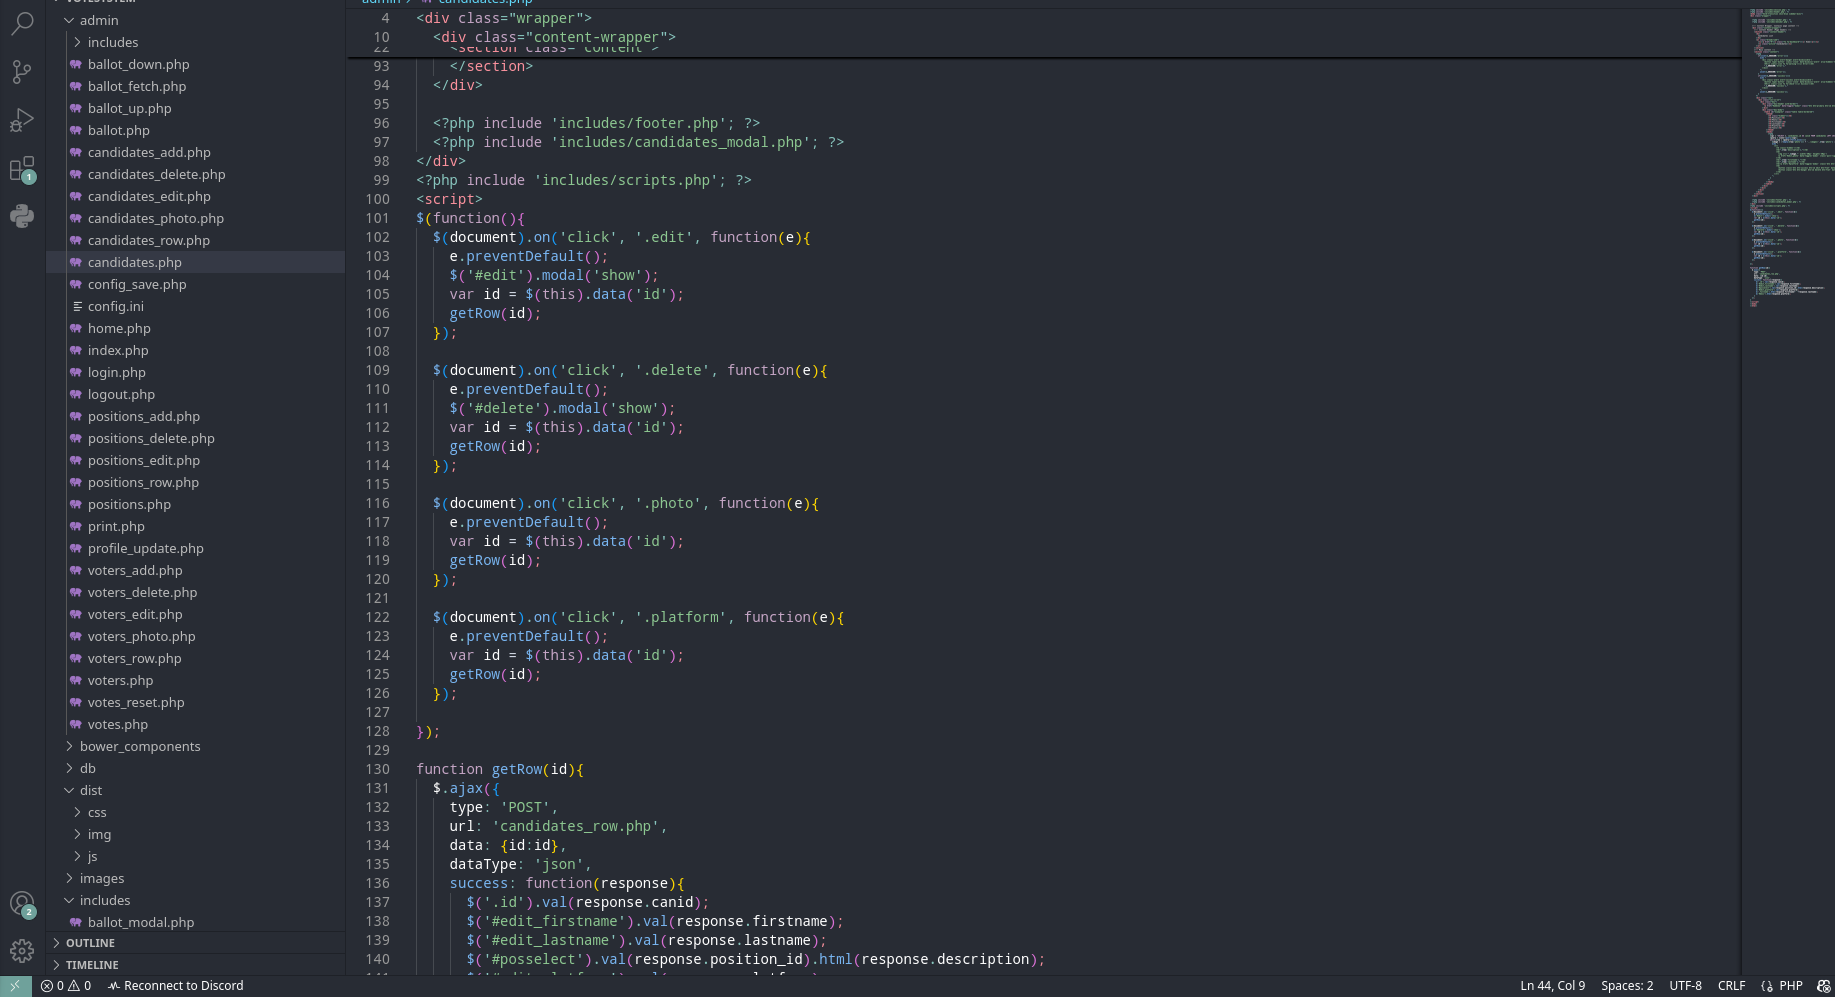 admin
includes
ballot_down.php
ballot_fetch.php
ballot_up.php
ballot.php
candidates_add.php
candidates_delete.php
candidates_edit.php
candidates_photo.php
candidates_row.php
candidates.php
config_save.php
config.ini
home.php
index.php
login.php
logout.php
positions_add.php
positions_delete.php
positions_edit.php
positions_row.php
positions.php
print.php
profile_update.php
voters_add.php
voters_delete.php
voters_edit.php
voters_photo.php
voters_row.php
voters.php
votes_reset.php
votes.php
bower_components
db
dist
css
img
js
images
includes
ballot_modal.php
OUTLINE
TIMELINE
1
2
4 <div class="wrapper">
10 <div class="content-wrapper">
22 <section class="content">
93 </section>
94 </div>
95
96 <?php include 'includes/footer.php'; ?>
97 <?php include 'includes/candidates_modal.php'; ?>
98 </div>
99 <?php include 'includes/scripts.php'; ?>
100 <script>
101 $(function(){
102 $(document).on('click', '.edit', function(e){
103 e.preventDefault();
104 $('#edit').modal('show');
105 var id = $(this).data('id');
106 getRow(id);
107 });
108
109 $(document).on('click', '.delete', function(e){
110 e.preventDefault();
111 $('#delete').modal('show');
112 var id = $(this).data('id');
113 getRow(id);
114 });
115
116 $(document).on('click', '.photo', function(e){
117 e.preventDefault();
118 var id = $(this).data('id');
119 getRow(id);
120 });
121
122 $(document).on('click', '.platform', function(e){
123 e.preventDefault();
124 var id = $(this).data('id');
125 getRow(id);
126 });
127
128 });
129
130 function getRow(id){
131 $.ajax({
132 type: 'POST',
133 url: 'candidates_row.php',
134 data: {id:id},
135 dataType: 'json',
136 success: function(response){
137 $('.id').val(response.canid);
138 $('#edit_firstname').val(response.firstname);
139 $('#edit_lastname').val(response.lastname);
140 $('#posselect').val(response.position_id).html(response.description);
0 0 Reconnect to Discord
Ln 44, Col 9 Spaces: 2 UTF-8 CRLF PHP